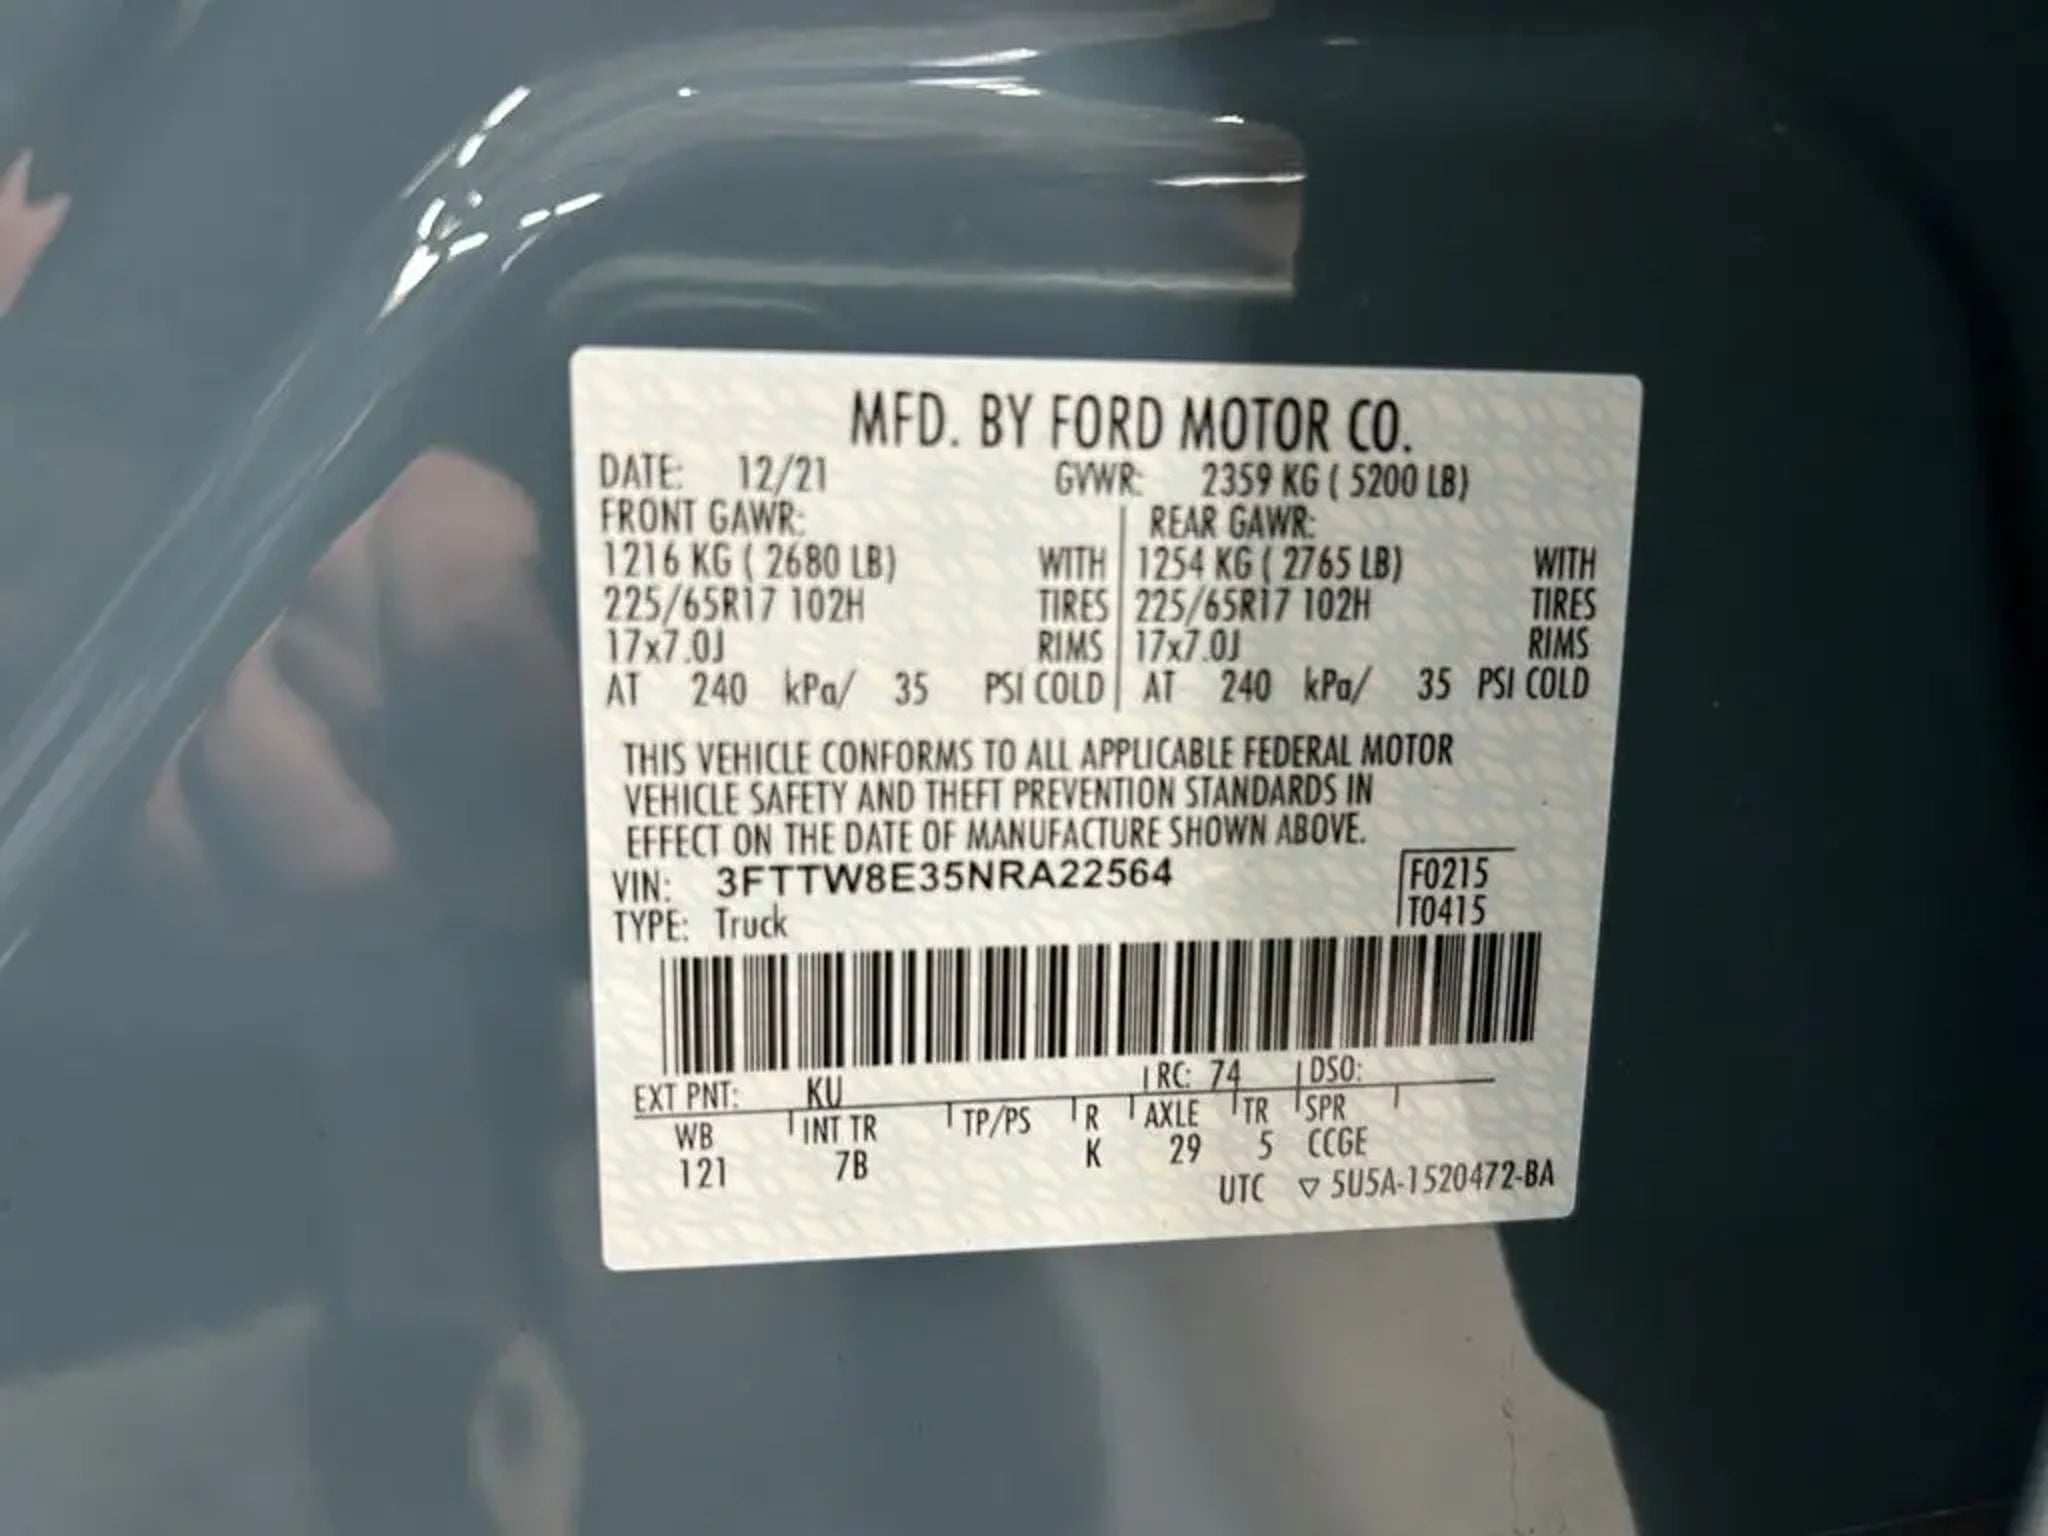 MFD. BY FORD MOTOR CO.
DATE: 12/21 GVWR: 2359 KG ( 5200 LB)
FRONT GAWR: REAR GAWR:
1216 KG ( 2680 LB) WITH 1254 KG ( 2765 LB) WITH
225/65R17 102H TIRES 225/65R17 102H TIRES
17x7.0J RIMS 17x7.0J RIMS
AT 240 kPa/ 35 PSI COLD AT 240 kPa/ 35 PSI COLD
THIS VEHICLE CONFORMS TO ALL APPLICABLE FEDERAL MOTOR
VEHICLE SAFETY AND THEFT PREVENTION STANDARDS IN
EFFECT ON THE DATE OF MANUFACTURE SHOWN ABOVE.
VIN: 3FTTW8E35NRA22564 F0215
TYPE: Truck T0415
EXT PNT: KU RC: 74 DSO:
WB INT TR TP/PS R AXLE TR SPR
121 7B K 29 5 CCGE
UTC ▽ 5U5A-1520472-BA